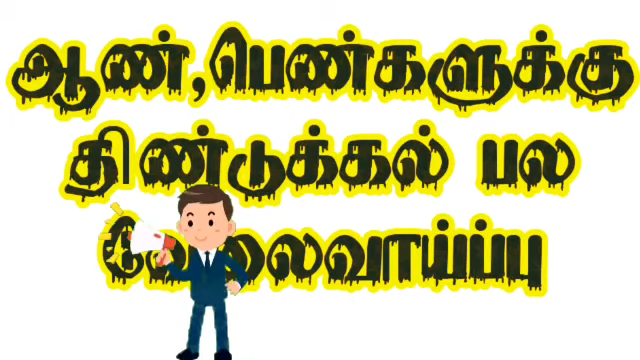 ஆண்,பெண்களுக்கு
திண்டுக்கல் பல
வேலைவாய்ப்பு